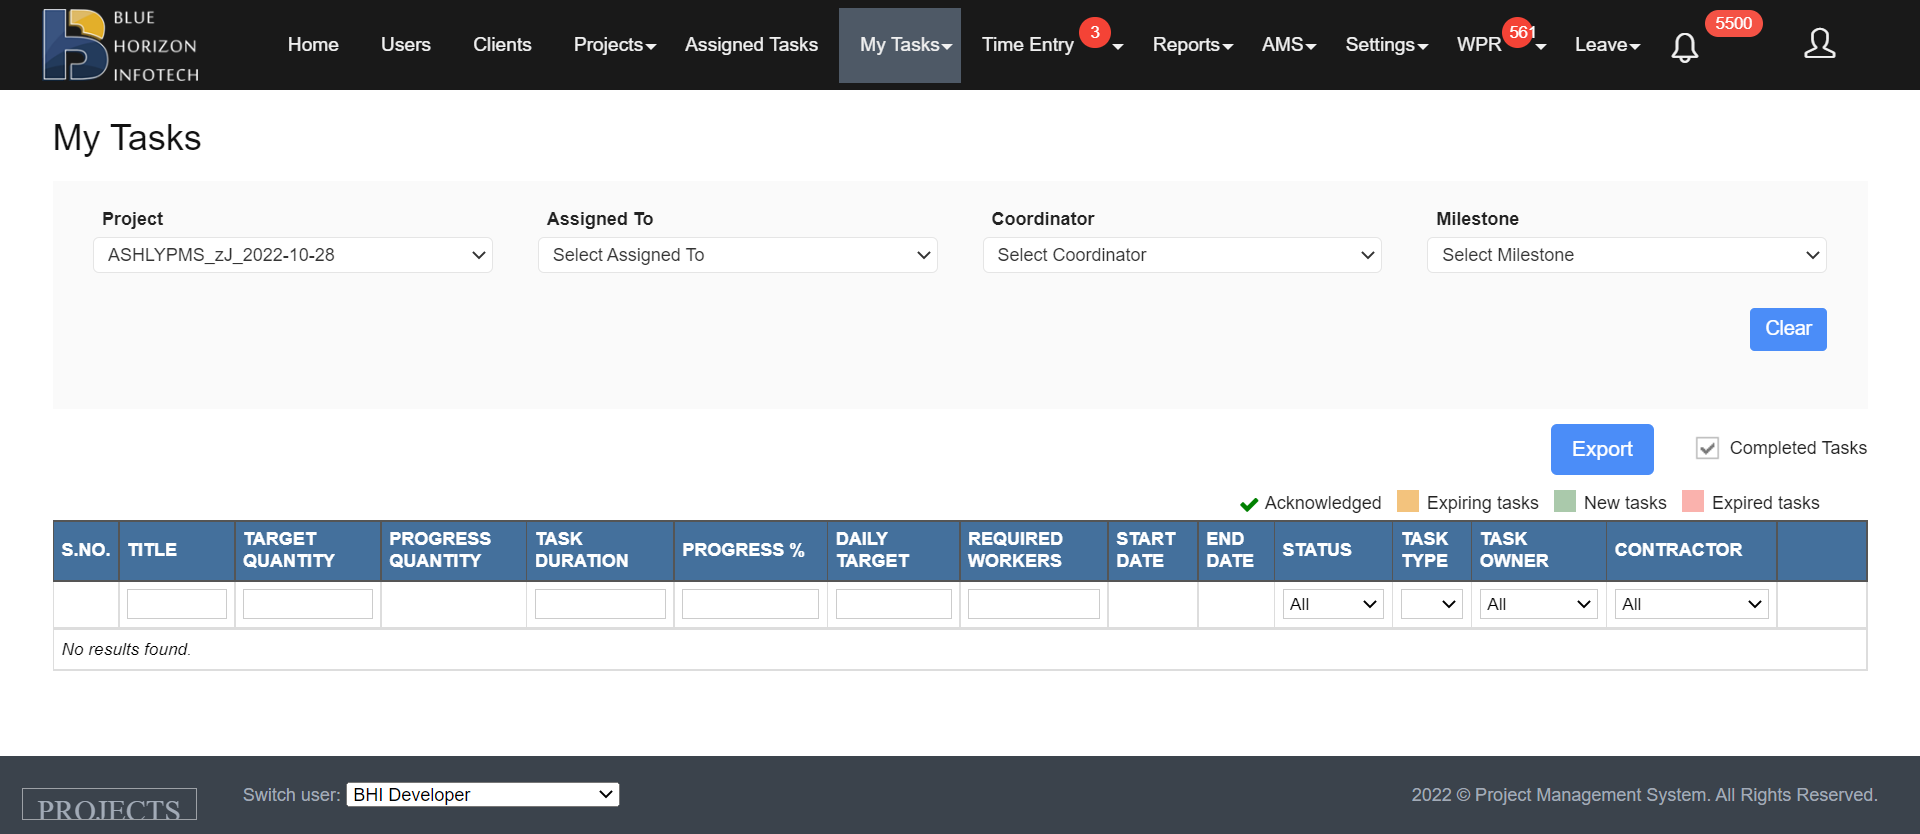 BLUE
HORIZON
INFOTECH
Home Users Clients Projects Assigned Tasks My Tasks Time Entry 3 Reports AMS Settings WPR 561 Leave 5500
My Tasks
Project Assigned To Coordinator Milestone
ASHLYPMS_zJ_2022-10-28 Select Assigned To Select Coordinator Select Milestone
Clear
Export Completed Tasks
Acknowledged Expiring tasks New tasks Expired tasks
S.NO. TITLE TARGET QUANTITY PROGRESS QUANTITY TASK DURATION PROGRESS % DAILY TARGET REQUIRED WORKERS START DATE END DATE STATUS TASK TYPE TASK OWNER CONTRACTOR
All All All
No results found.
PROJECTS Switch user: BHI Developer 2022 © Project Management System. All Rights Reserved.